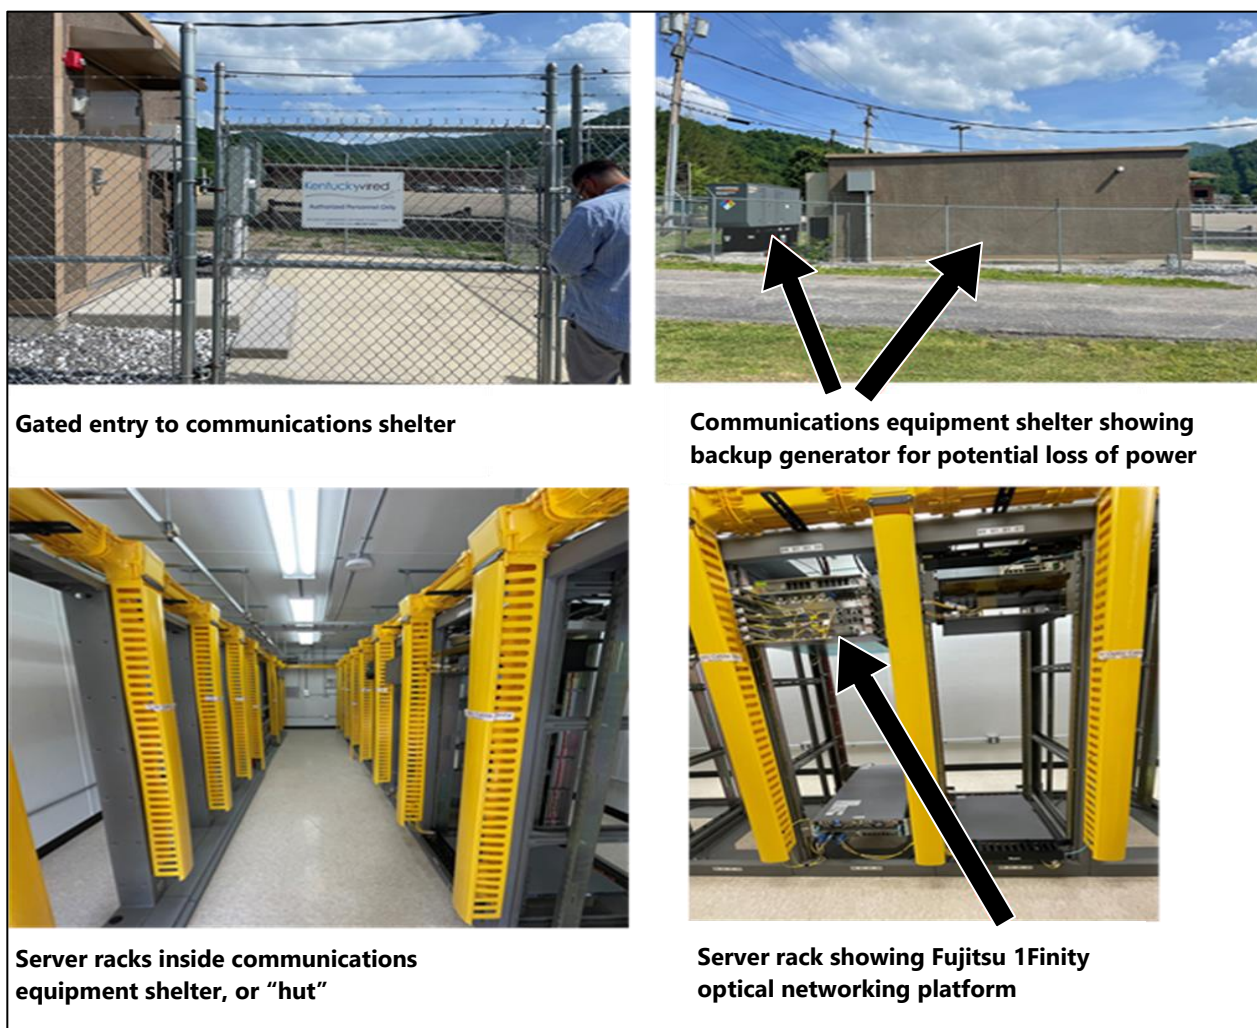 Kentuckywired
Authorized Personnel Only
Gated entry to communications shelter
Communications equipment shelter showing
backup generator for potential loss of power
Server racks inside communications
equipment shelter, or “hut”
Server rack showing Fujitsu 1Finity
optical networking platform